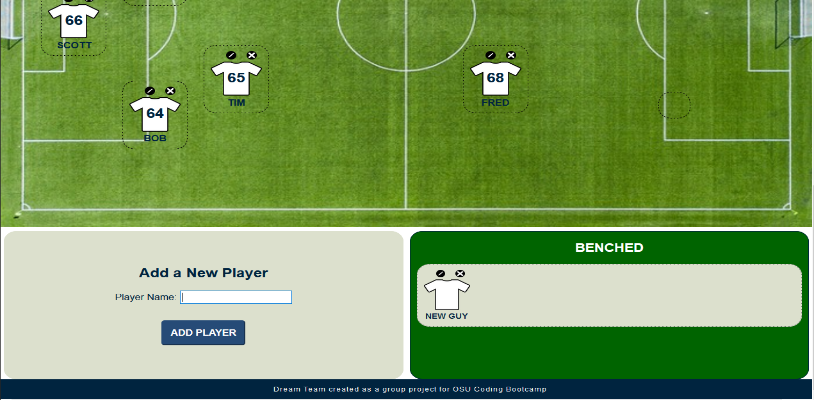 66
SCOTT
65
TIM
68
FRED
64
BOB
BENCHED
Add a New Player
Player Name:
ADD PLAYER
NEW GUY
Dream Team created as a group project for OSU Coding Bootcamp